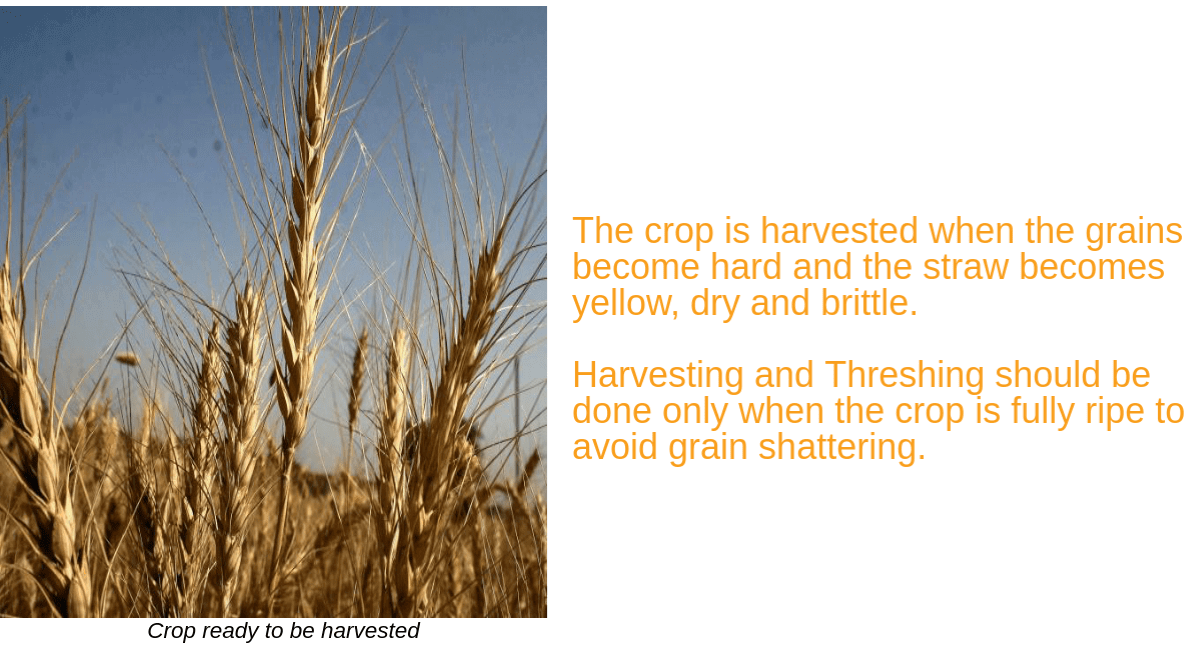 The crop is harvested when the grains
become hard and the straw becomes
yellow, dry and brittle.
Harvesting and Threshing should be
done only when the crop is fully ripe to
avoid grain shattering.
Crop ready to be harvested